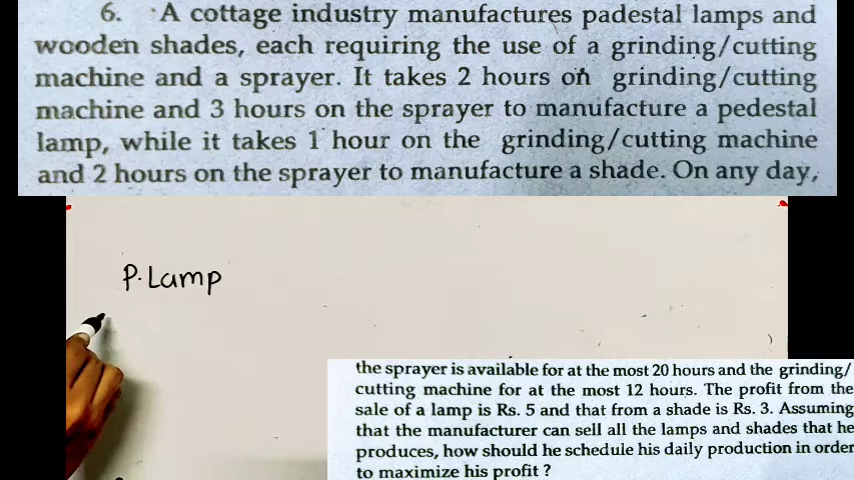 6. A cottage industry manufactures padestal lamps and
wooden shades, each requiring the use of a grinding/cutting
machine and a sprayer. It takes 2 hours on grinding/cutting
machine and 3 hours on the sprayer to manufacture a pedestal
lamp, while it takes 1 hour on the grinding/cutting machine
and 2 hours on the sprayer to manufacture a shade. On any day,
P. Lamp
the sprayer is available for at the most 20 hours and the grinding/
cutting machine for at the most 12 hours. The profit from the
sale of a lamp is Rs. 5 and that from a shade is Rs. 3. Assuming
that the manufacturer can sell all the lamps and shades that he
produces, how should he schedule his daily production in order
to maximize his profit ?